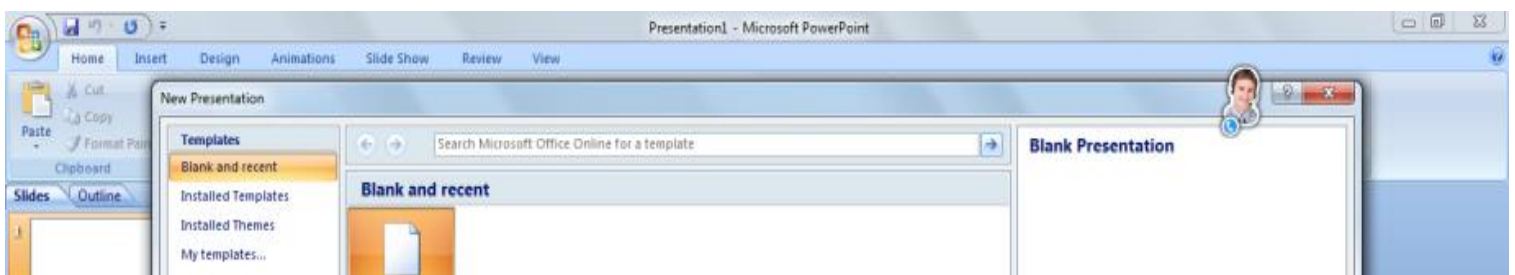 Presentation1 - Microsoft PowerPoint
Home Insert Design Animations Slide Show Review View
Cut
New Presentation
Copy
Paste
Format Pain
Templates
Search Microsoft Office Online for a template
Blank Presentation
Clipboard
Blank and recent
Slides Outline
Installed Templates
Blank and recent
Installed Themes
1
My templates...